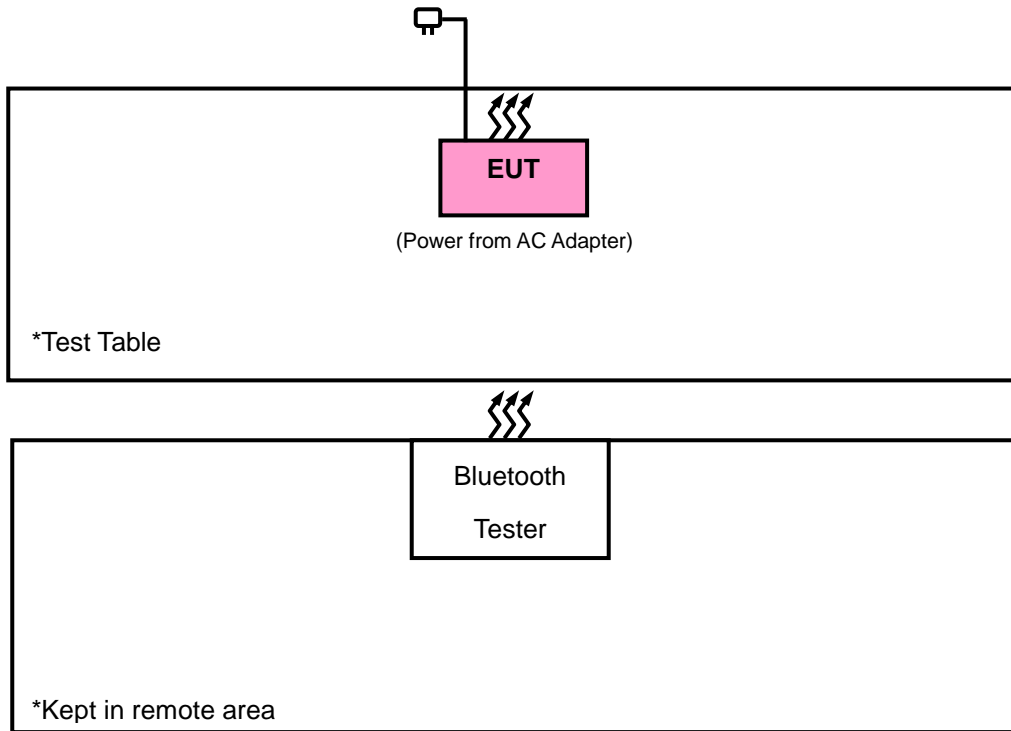 EUT
(Power from AC Adapter)
*Test Table
Bluetooth
Tester
*Kept in remote area